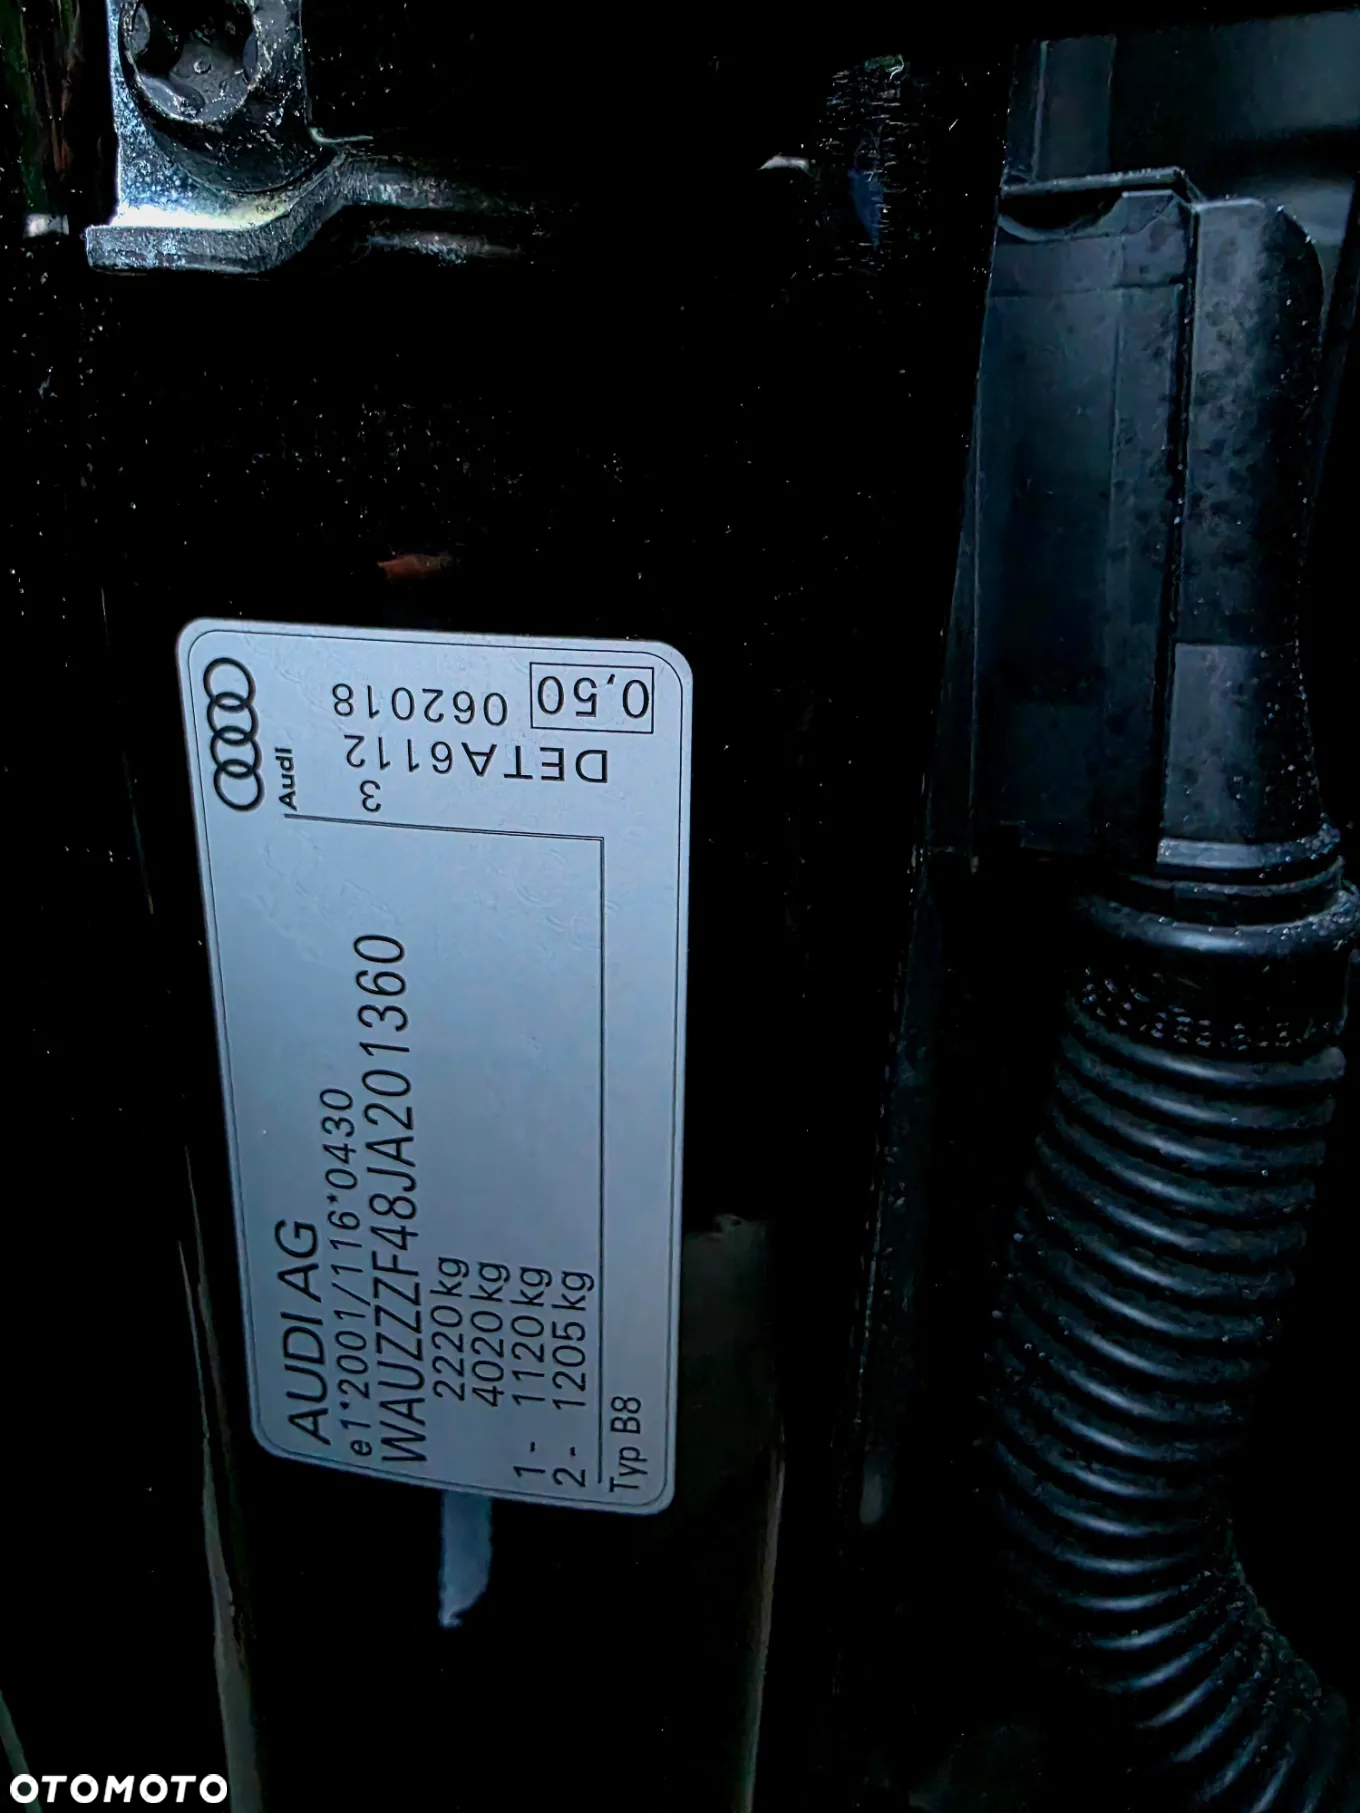 AUDI AG
e1*2001/116*0430
WAUZZZF48JA201360
2220kg
4020kg
1 - 1120kg
2 - 1205kg
Typ B8
Audi
3
DETA6112
062018
0,50
OTOMOTO